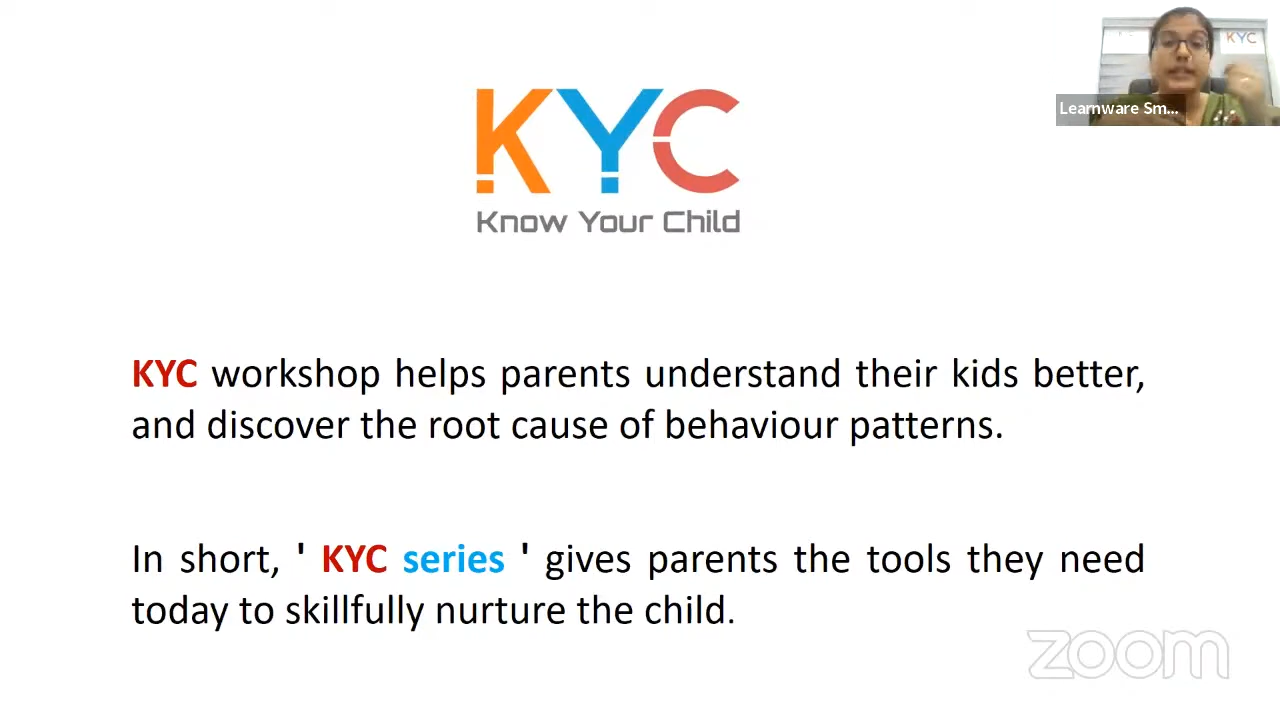 KYC
Know Your Child
KYC
Learnware Sm...
KYC workshop helps parents understand their kids better,
and discover the root cause of behaviour patterns.
In short, ' KYC series ' gives parents the tools they need
today to skillfully nurture the child.
zoom